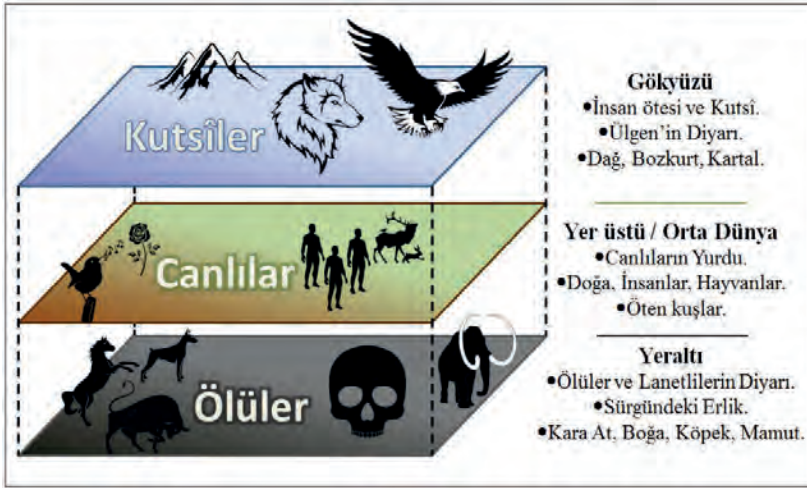 Kutsîler
Gökyüzü
•İnsan ötesi ve Kutsî.
•Ülgen’in Diyarı.
•Dağ, Bozkurt, Kartal.
Canlılar
Yer üstü / Orta Dünya
•Canlıların Yurdu.
•Doğa, İnsanlar, Hayvanlar.
•Öten kuşlar.
Ölüler
Yeraltı
•Ölüler ve Lanetlilerin Diyarı.
•Sürgündeki Erlik.
•Kara At, Boğa, Köpek, Mamut.